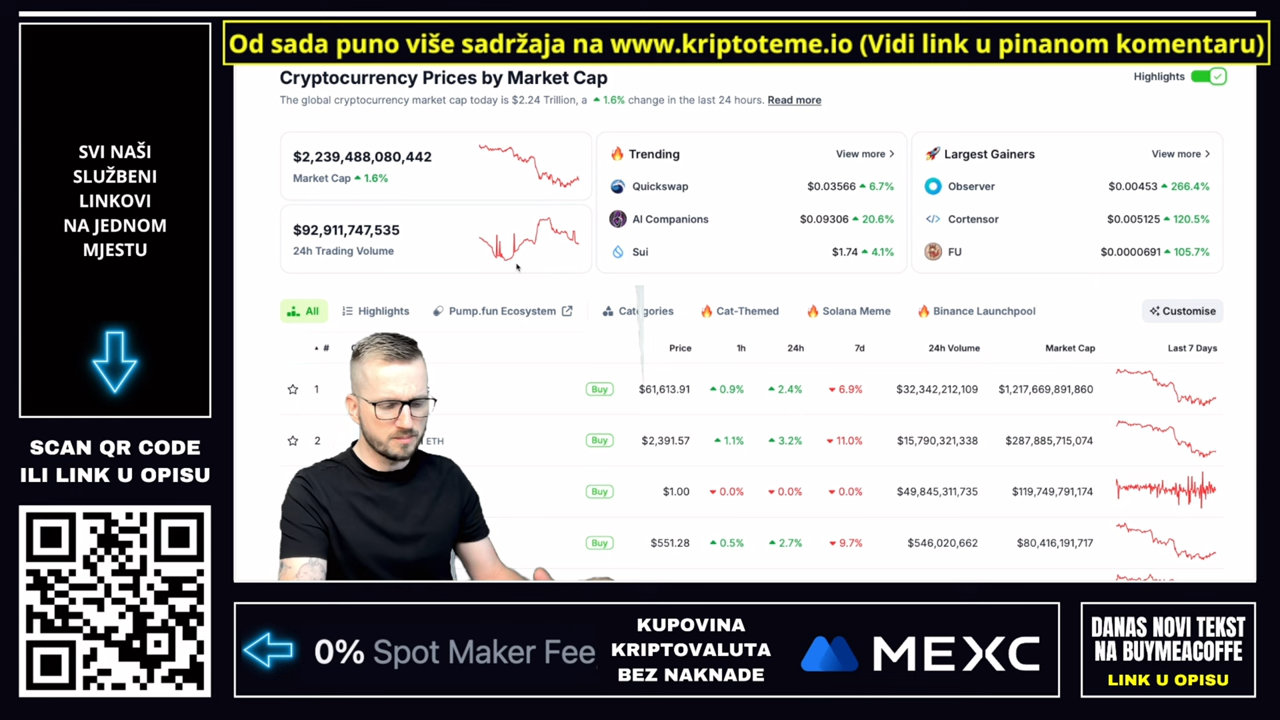 Od sada puno više sadržaja na www.kriptoteme.io (Vidi link u pinanom komentaru)
SVI NAŠI
SLUŽBENI
LINKOVI
NA JEDNOM
MJESTU
SCAN QR CODE
ILI LINK U OPISU
Cryptocurrency Prices by Market Cap
Highlights
The global cryptocurrency market cap today is $2.24 Trillion, a 1.6% change in the last 24 hours. Read more
$2,239,488,080,442
Market Cap 1.6%
$92,911,747,535
24h Trading Volume
Trending View more
Quickswap $0.03566 6.7%
AI Companions $0.09306 20.6%
Sui $1.74 4.1%
Largest Gainers View more
Observer $0.00453 266.4%
Cortensor $0.005125 120.5%
FU $0.0000691 105.7%
All Highlights Pump.fun Ecosystem Categories Cat-Themed Solana Meme Binance Launchpool Customise
# Price 1h 24h 7d 24h Volume Market Cap Last 7 Days
1 Buy $61,613.91 0.9% 2.4% 6.9% $32,342,212,109 $1,217,669,891,860
2 ETH Buy $2,391.57 1.1% 3.2% 11.0% $15,790,321,338 $287,885,715,074
Buy $1.00 0.0% 0.0% 0.0% $49,845,311,735 $119,749,791,174
Buy $551.28 0.5% 2.7% 9.7% $546,020,662 $80,416,191,717
0% Spot Maker Fee
KUPOVINA
KRIPTOVALUTA
BEZ NAKNADE
MEXC
DANAS NOVI TEKST
NA BUYMEACOFFE
LINK U OPISU